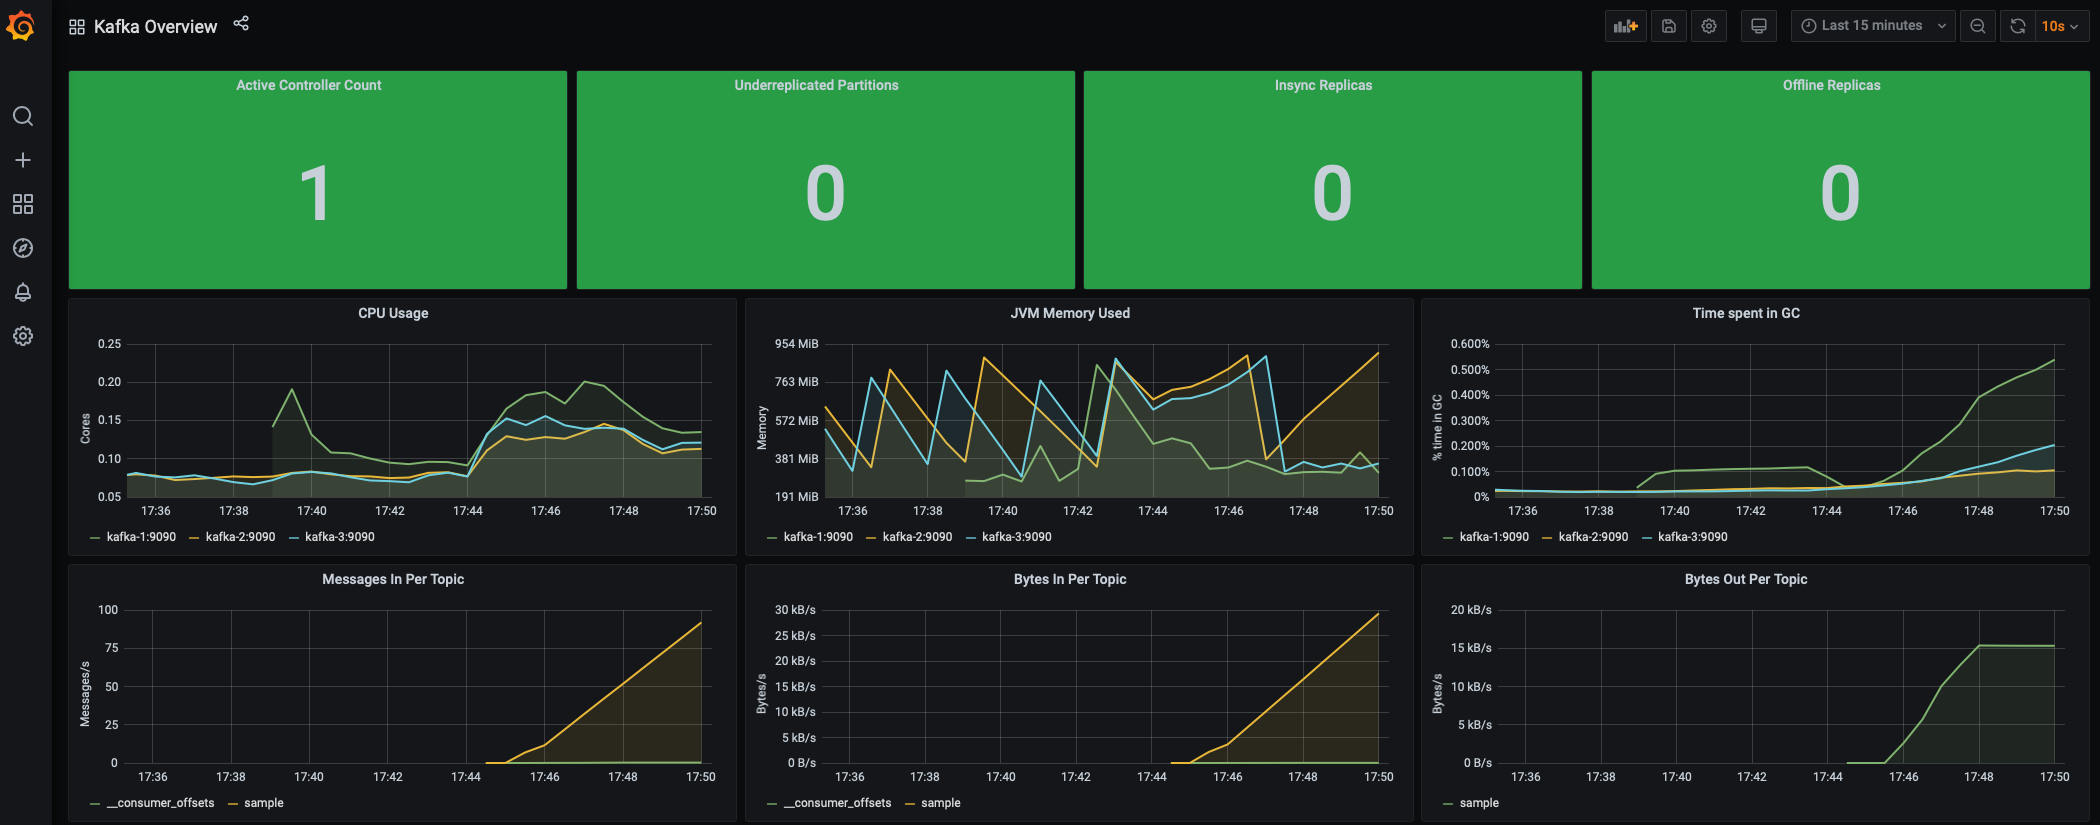 Kafka Overview
Last 15 minutes
10s
Active Controller Count
1
Underreplicated Partitions
0
Insync Replicas
0
Offline Replicas
0
CPU Usage
Cores
0.25
0.20
0.15
0.10
0.05
17:36 17:38 17:40 17:42 17:44 17:46 17:48 17:50
kafka-1:9090 kafka-2:9090 kafka-3:9090
JVM Memory Used
Memory
954 MiB
763 MiB
572 MiB
381 MiB
191 MiB
17:36 17:38 17:40 17:42 17:44 17:46 17:48 17:50
kafka-1:9090 kafka-2:9090 kafka-3:9090
Time spent in GC
% time in GC
0.600%
0.500%
0.400%
0.300%
0.200%
0.100%
0%
17:36 17:38 17:40 17:42 17:44 17:46 17:48 17:50
kafka-1:9090 kafka-2:9090 kafka-3:9090
Messages In Per Topic
Messages/s
100
75
50
25
0
17:36 17:38 17:40 17:42 17:44 17:46 17:48 17:50
__consumer_offsets sample
Bytes In Per Topic
Bytes/s
30 kB/s
25 kB/s
20 kB/s
15 kB/s
10 kB/s
5 kB/s
0 B/s
17:36 17:38 17:40 17:42 17:44 17:46 17:48 17:50
__consumer_offsets sample
Bytes Out Per Topic
Bytes/s
20 kB/s
15 kB/s
10 kB/s
5 kB/s
0 B/s
17:36 17:38 17:40 17:42 17:44 17:46 17:48 17:50
sample